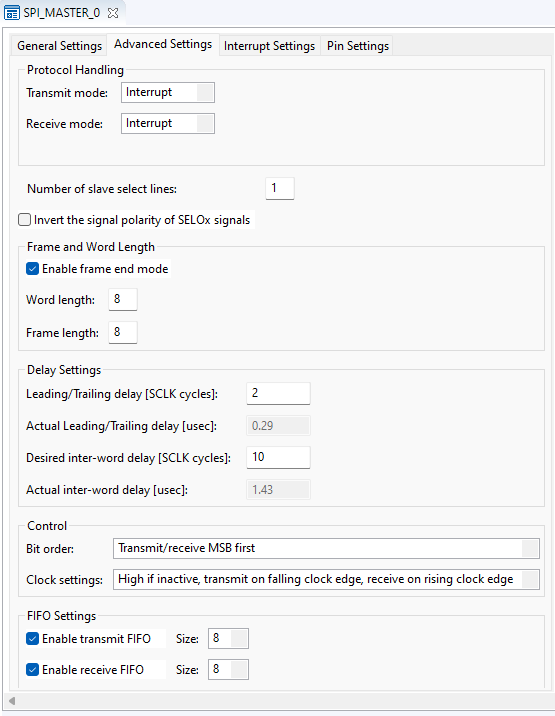 SPI_MASTER_0
General Settings Advanced Settings Interrupt Settings Pin Settings
Protocol Handling
Transmit mode: Interrupt
Receive mode: Interrupt
Number of slave select lines: 1
Invert the signal polarity of SELOx signals
Frame and Word Length
Enable frame end mode
Word length: 8
Frame length: 8
Delay Settings
Leading/Trailing delay [SCLK cycles]: 2
Actual Leading/Trailing delay [usec]: 0.29
Desired inter-word delay [SCLK cycles]: 10
Actual inter-word delay [usec]: 1.43
Control
Bit order: Transmit/receive MSB first
Clock settings: High if inactive, transmit on falling clock edge, receive on rising clock edge
FIFO Settings
Enable transmit FIFO Size: 8
Enable receive FIFO Size: 8